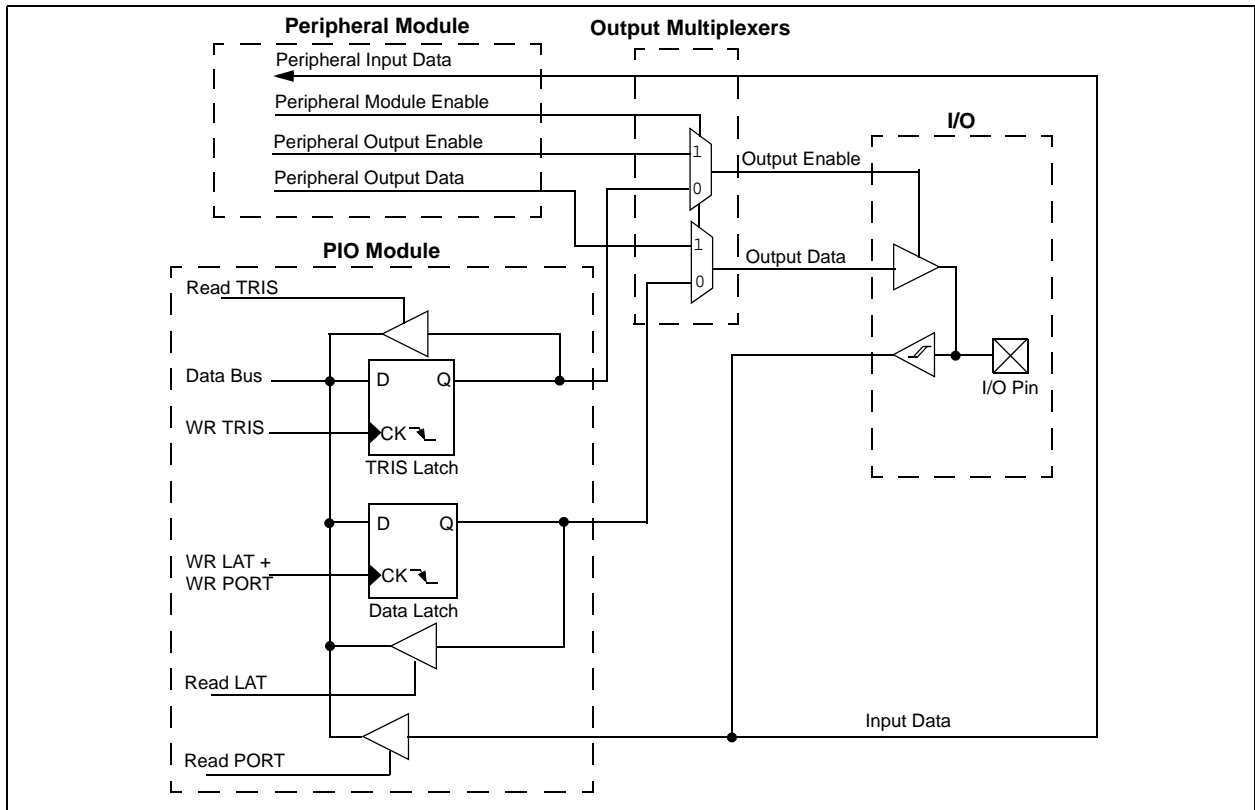 Peripheral Module
Output Multiplexers
Peripheral Input Data
Peripheral Module Enable
I/O
Peripheral Output Enable
1
Output Enable
Peripheral Output Data
0
PIO Module
1
Output Data
0
Read TRIS
Data Bus
D
Q
I/O Pin
WR TRIS
CK
TRIS Latch
D
Q
WR LAT +
WR PORT
CK
Data Latch
Read LAT
Input Data
Read PORT